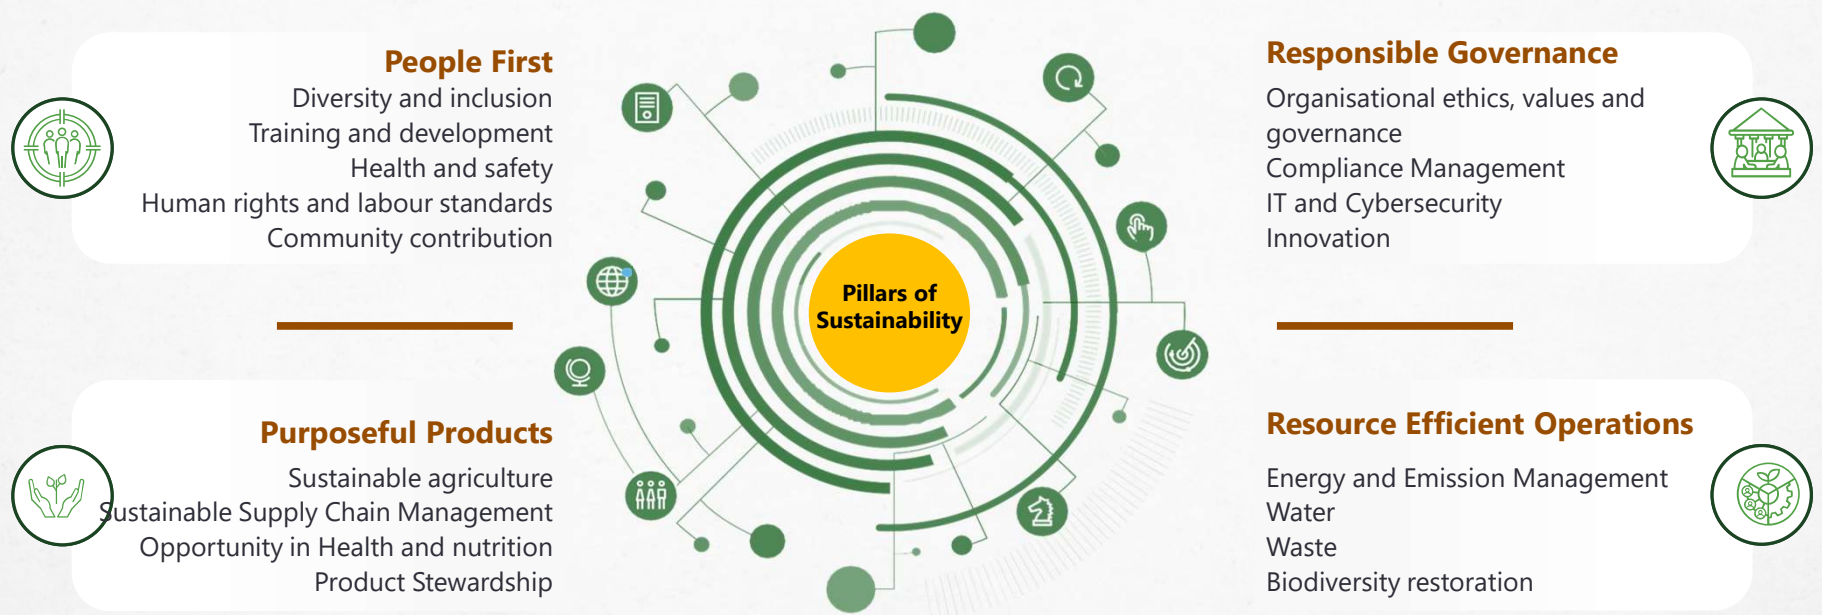 People First
Diversity and inclusion
Training and development
Health and safety
Human rights and labour standards
Community contribution
Purposeful Products
Sustainable agriculture
Sustainable Supply Chain Management
Opportunity in Health and nutrition
Product Stewardship
Pillars of
Sustainability
Responsible Governance
Organisational ethics, values and
governance
Compliance Management
IT and Cybersecurity
Innovation
Resource Efficient Operations
Energy and Emission Management
Water
Waste
Biodiversity restoration